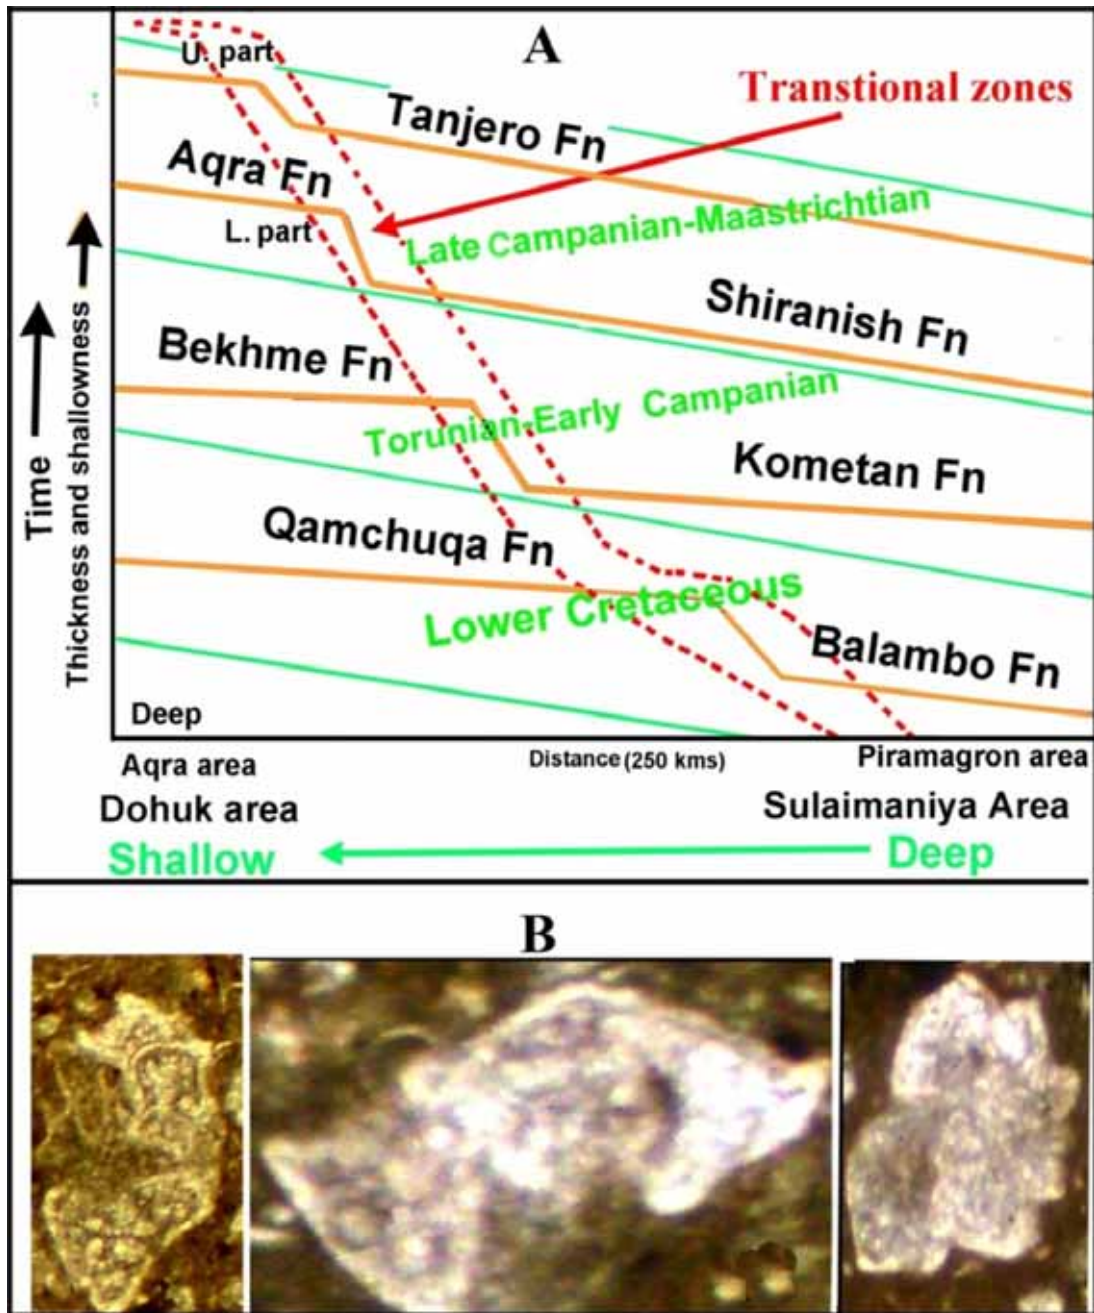 A
U. part
Transtional zones
Tanjero Fn
Aqra Fn
Late Campanian-Maastrichtian
L. part
Shiranish Fn
Bekhme Fn
Torunian-Early Campanian
Kometan Fn
Qamchuqa Fn
Lower Cretaceous
Balambo Fn
Time
Thickness and shallowness
Deep
Aqra area
Distance (250 kms)
Piramagron area
Dohuk area
Sulaimaniya Area
Shallow
Deep
B